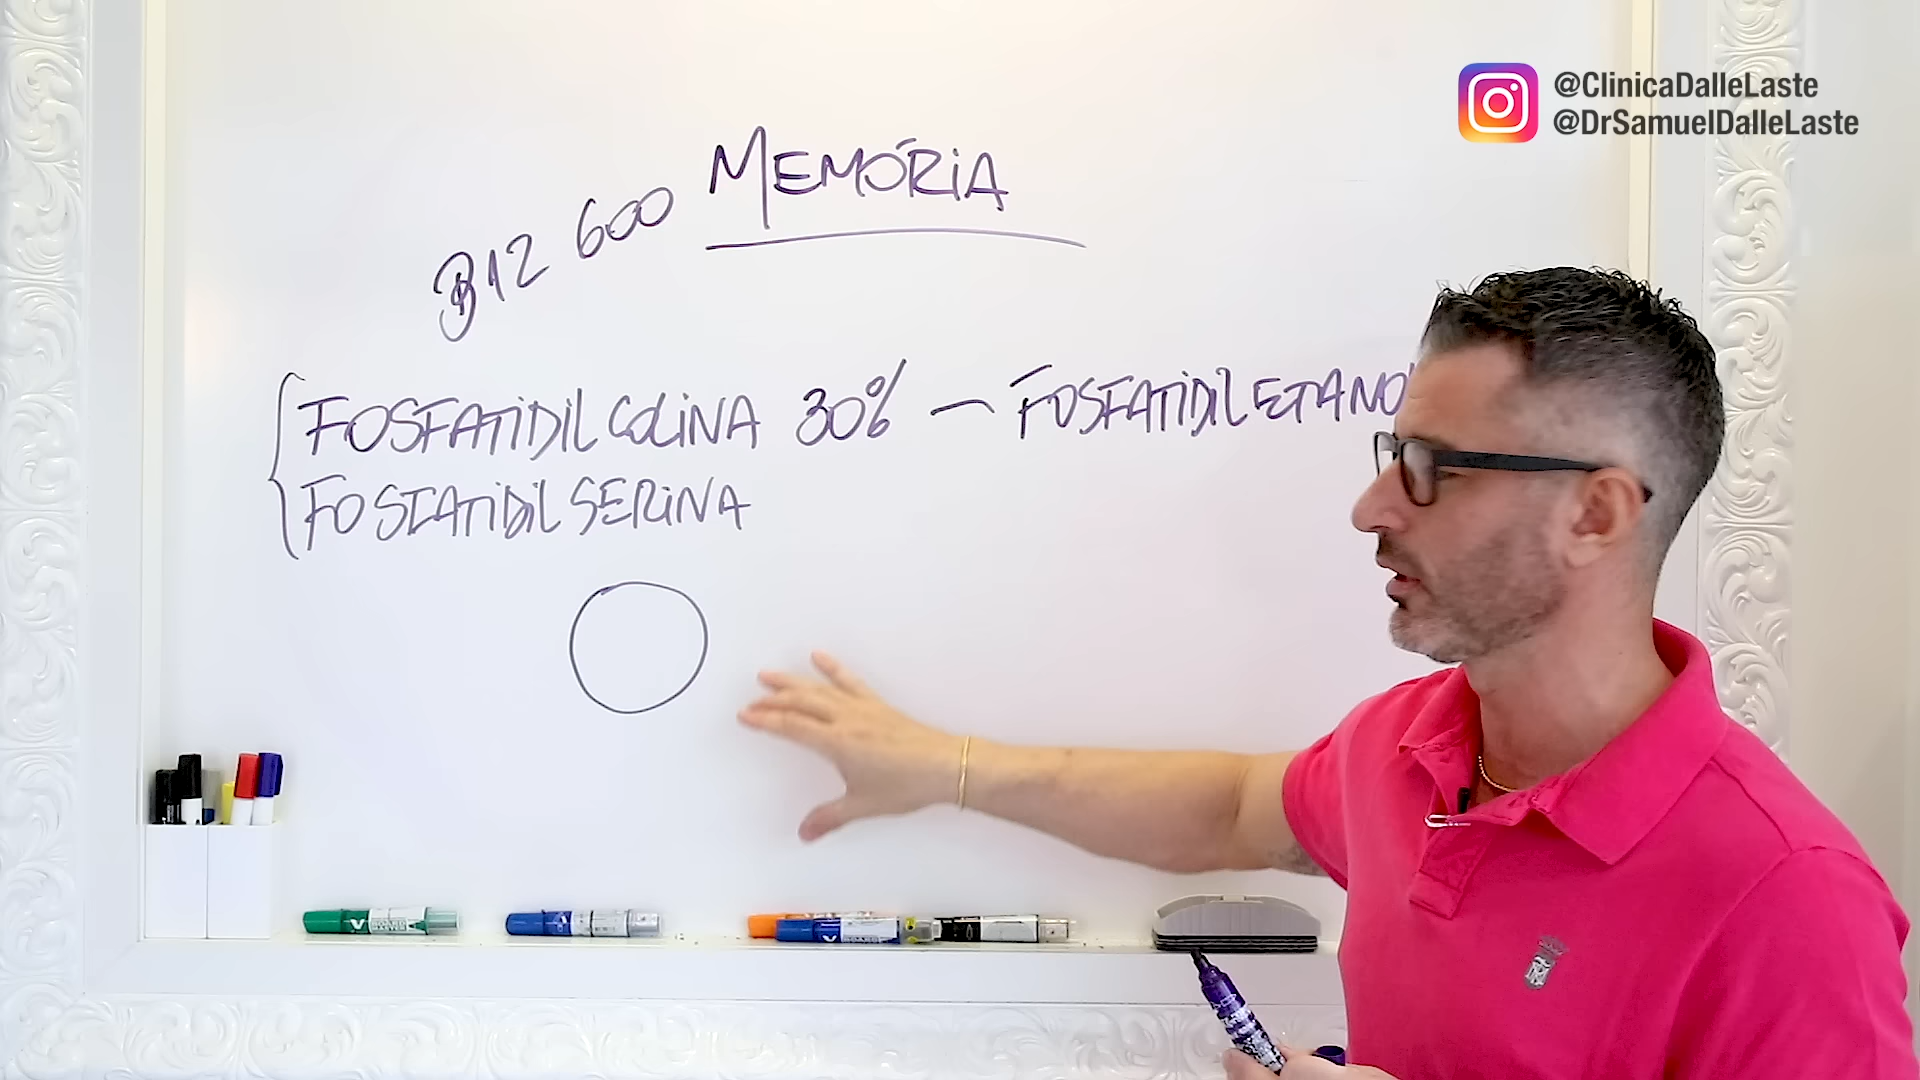 @ClinicaDalleLaste
@DrSamuelDalleLaste
MEMÓRIA
B12 600
FOSFATIDIL COLINA 30% — FOSFATIDIL ETANO
FOSFATIDIL SERINA